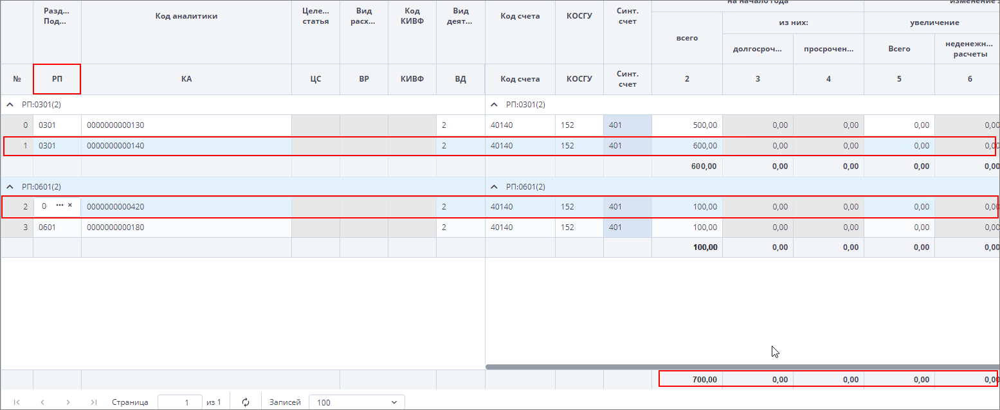 на начало года изменение з
Разд... Под... Код аналитики Целе... статья Вид расх... Код КИВФ Вид деят... Код счета КОСГУ Синт. счет
всего из них: увеличение
долгосроч... просрочен... Всего неденежн... расчеты
№ РП КА ЦС ВР КИВФ ВД Код счета КОСГУ Синт. счет 2 3 4 5 6
РП:0301(2) РП:0301(2)
0 0301 0000000000130 2 40140 152 401 500,00 0,00 0,00 0,00 0,00
1 0301 0000000000140 2 40140 152 401 600,00 0,00 0,00 0,00 0,00
600,00 0,00 0,00 0,00 0,00
РП:0601(2) РП:0601(2)
2 0 ... × 0000000000420 2 40140 152 401 100,00 0,00 0,00 0,00 0,00
3 0601 0000000000180 2 40140 152 401 100,00 0,00 0,00 0,00 0,00
100,00 0,00 0,00 0,00 0,00
700,00 0,00 0,00 0,00 0,00
Страница 1 из 1 Записей 100